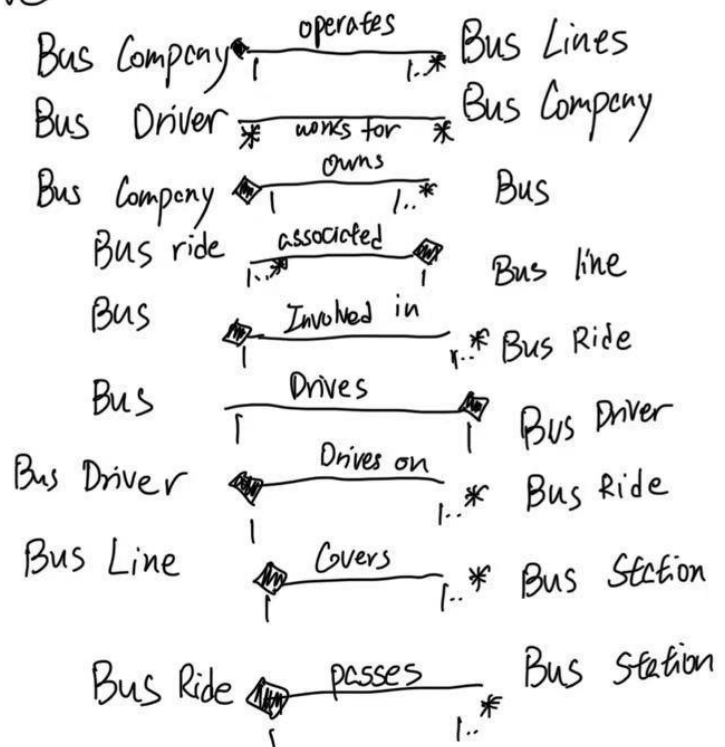 operates
Bus Company Bus Lines
1 1..*
Bus Driver Bus Company
* works for *
owns
Bus Company Bus
1 1..*
Bus ride associated
1..* 1 Bus line
Bus Involved in
1 1..* Bus Ride
Bus Drives
1 1 Bus Driver
Bus Driver Drives on
1 1..* Bus Ride
Bus Line Covers
1 1..* Bus Station
Bus Ride passes Bus Station
1 1..*